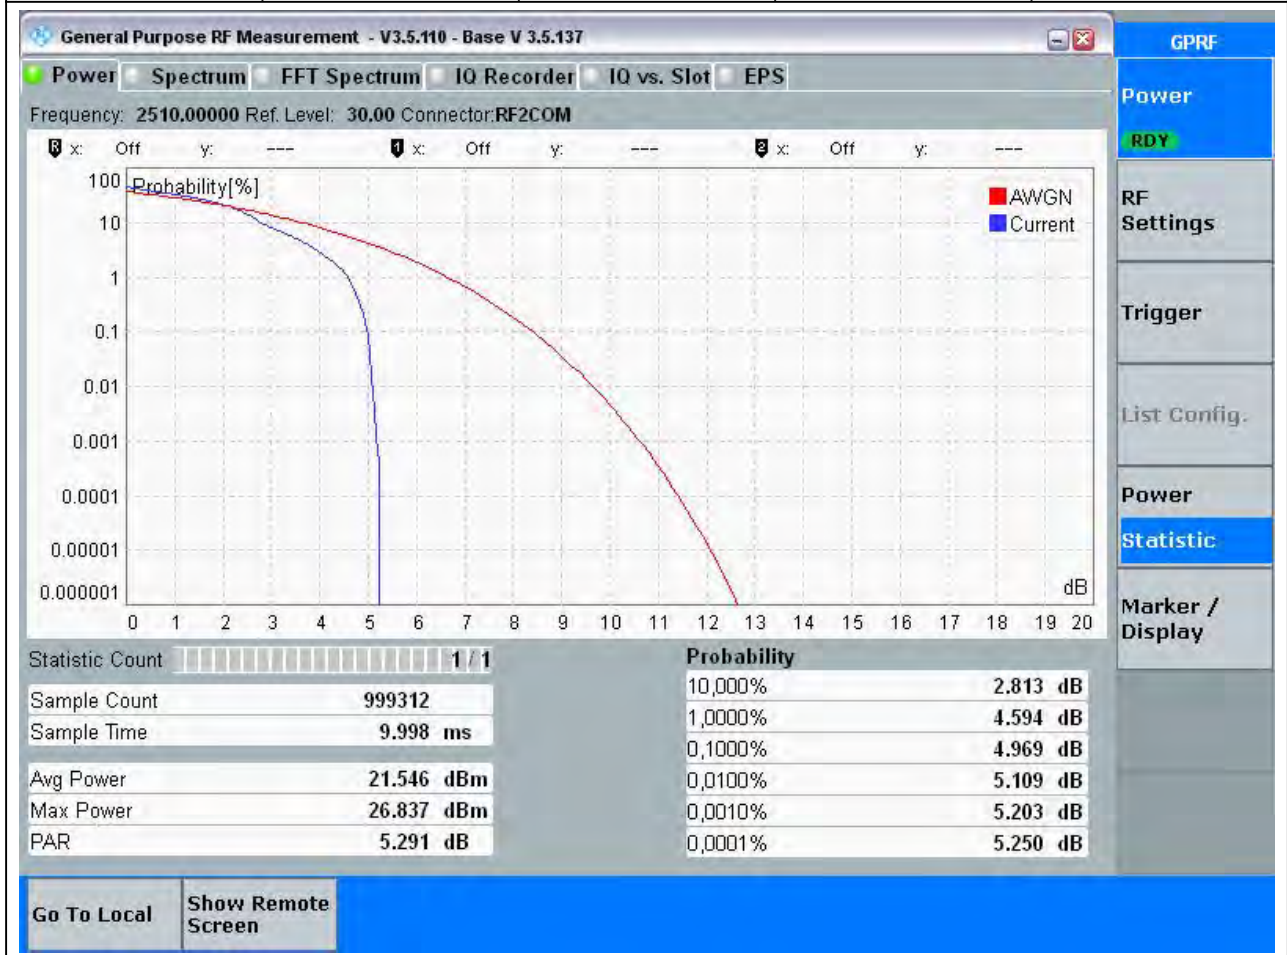 General Purpose RF Measurement - V3.5.110 - Base V 3.5.137
GPRF
Power Spectrum FFT Spectrum IQ Recorder IQ vs. Slot EPS
Frequency: 2510.00000 Ref. Level: 30.00 Connector:RF2COM
R x: Off y: --- 1 x: Off y: --- 2 x: Off y: ---
Probability[%]
100
10
1
0.1
0.01
0.001
0.0001
0.00001
0.000001
AWGN
Current
dB
0 1 2 3 4 5 6 7 8 9 10 11 12 13 14 15 16 17 18 19 20
Statistic Count 1 / 1
Sample Count 999312
Sample Time 9.998 ms
Avg Power 21.546 dBm
Max Power 26.837 dBm
PAR 5.291 dB
Probability
10,000% 2.813 dB
1,0000% 4.594 dB
0,1000% 4.969 dB
0,0100% 5.109 dB
0,0010% 5.203 dB
0,0001% 5.250 dB
Power
RDY
RF
Settings
Trigger
List Config.
Power
Statistic
Marker /
Display
Go To Local
Show Remote
Screen